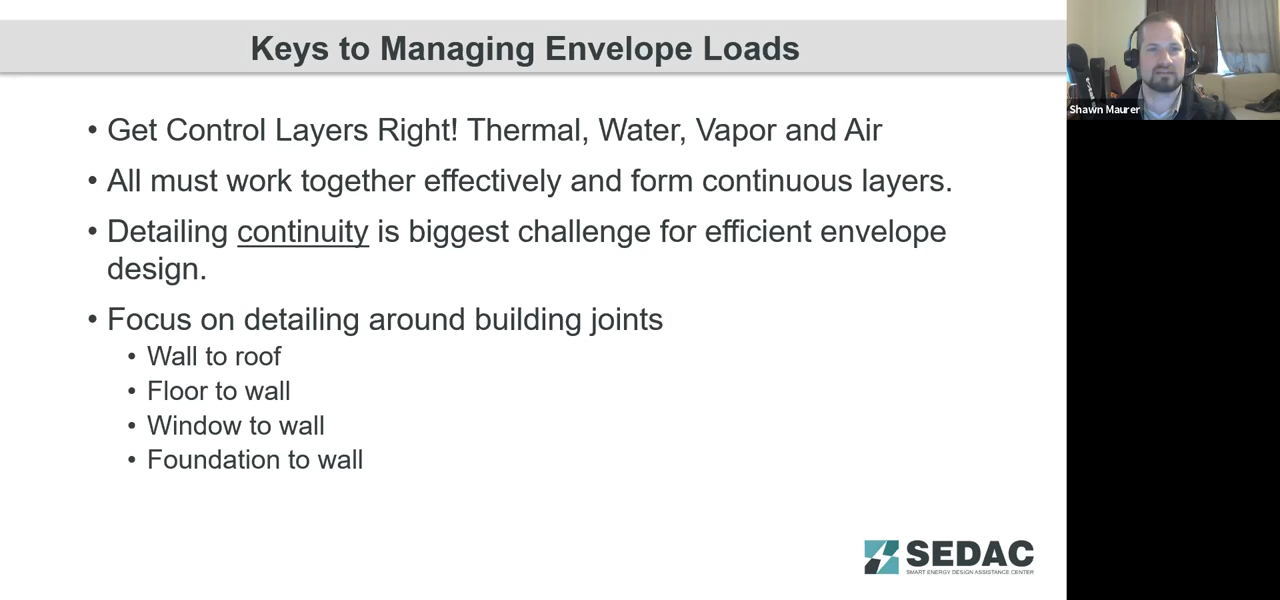 Keys to Managing Envelope Loads
• Get Control Layers Right! Thermal, Water, Vapor and Air
• All must work together effectively and form continuous layers.
• Detailing continuity is biggest challenge for efficient envelope
design.
• Focus on detailing around building joints
• Wall to roof
• Floor to wall
• Window to wall
• Foundation to wall
SEDAC
SMART ENERGY DESIGN ASSISTANCE CENTER
Shawn Maurer